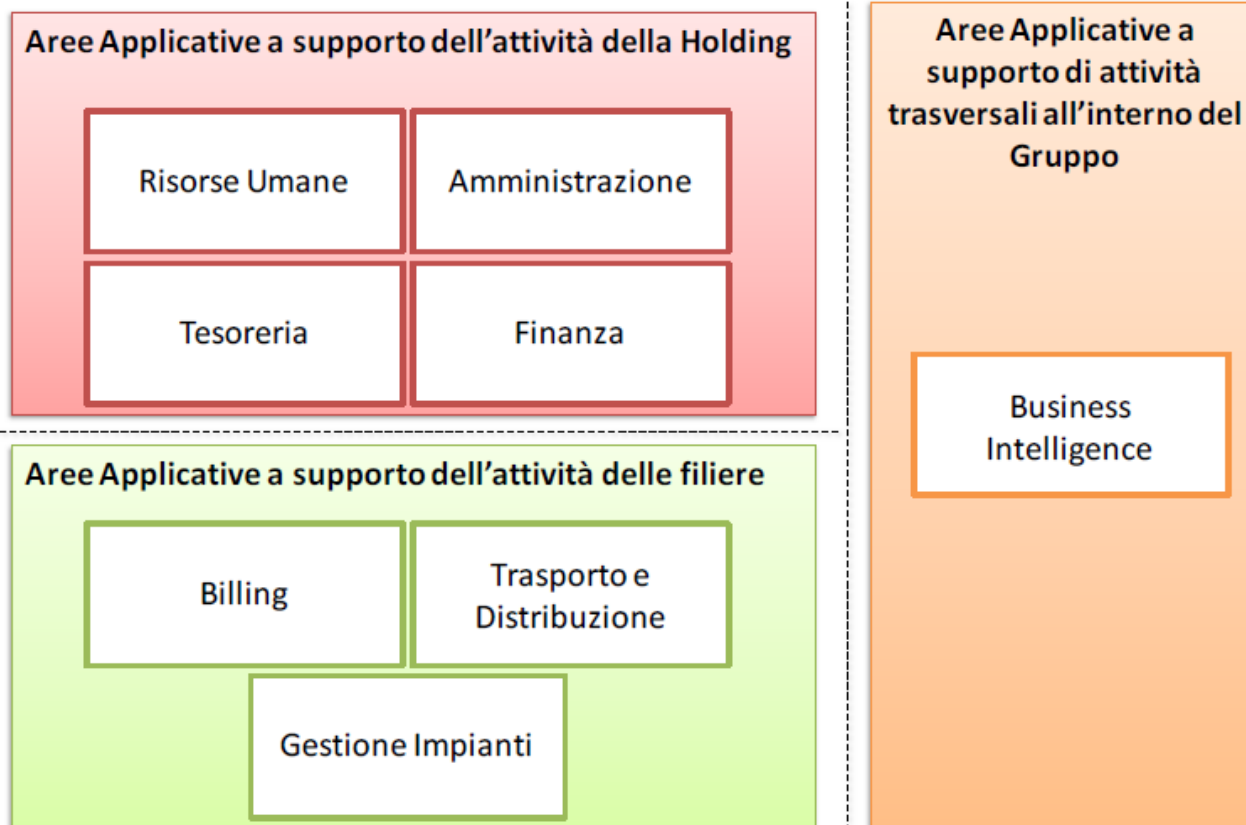 Aree Applicative a supporto dell'attività della Holding
Risorse Umane
Amministrazione
Tesoreria
Finanza
Aree Applicative a supporto dell'attività delle filiere
Billing
Trasporto e
Distribuzione
Gestione Impianti
Aree Applicative a
supporto di attività
trasversali all'interno del
Gruppo
Business
Intelligence